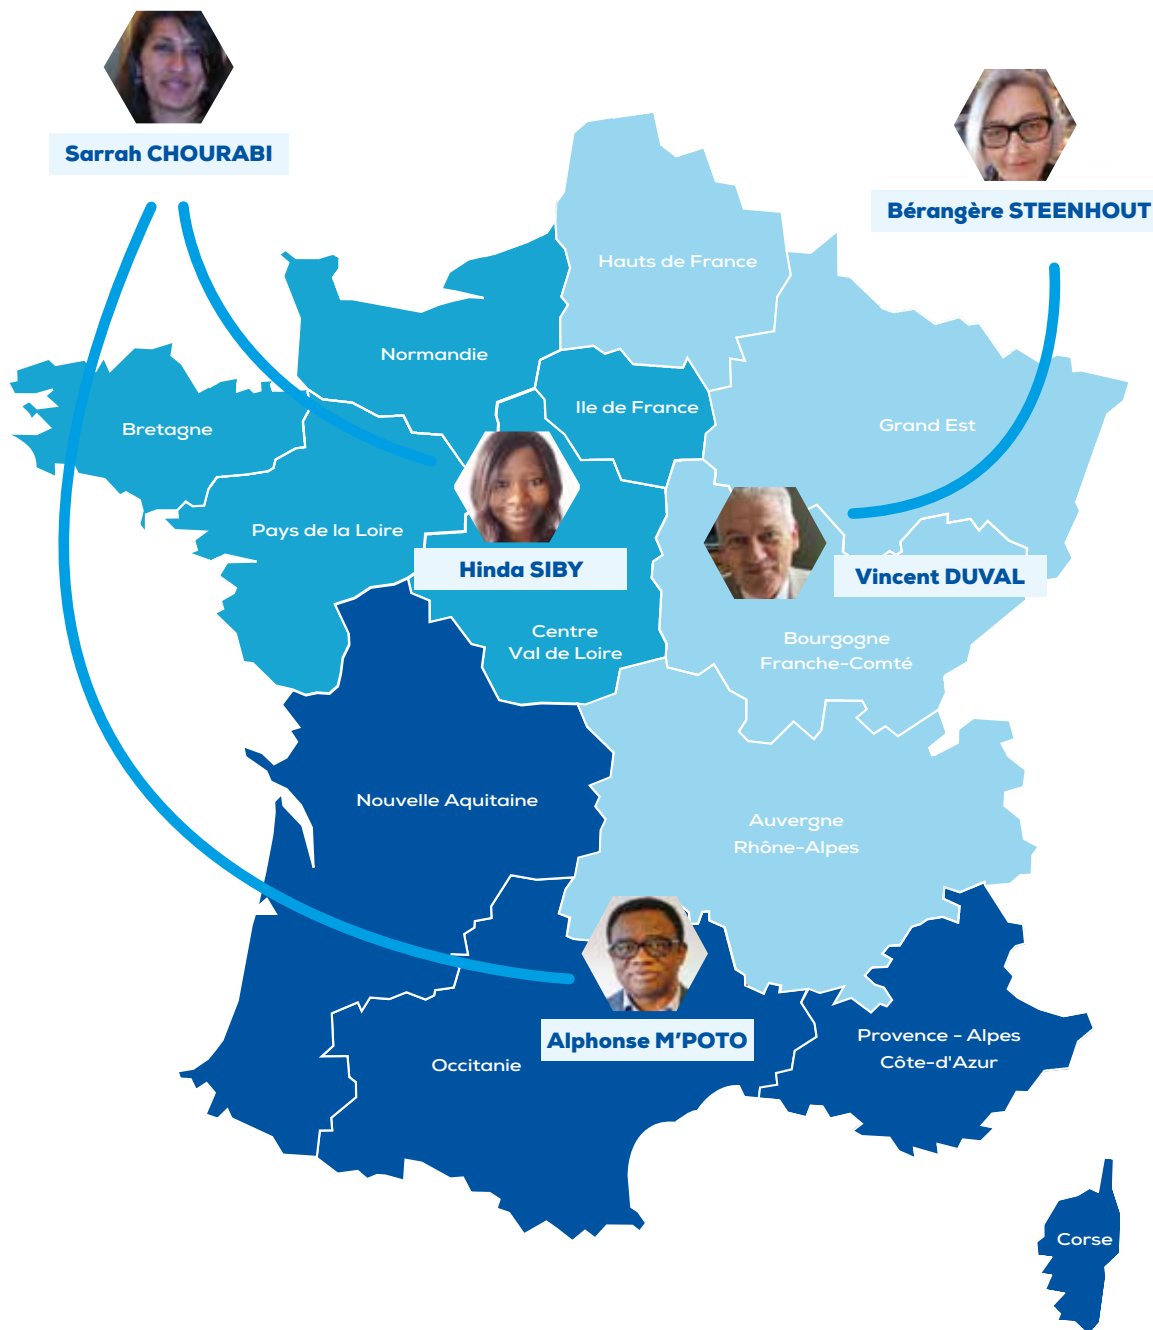 Sarrah CHOURABI
Bérangère STEENHOUT
Hauts de France
Normandie
Ile de France
Bretagne
Grand Est
Pays de la Loire
Hinda SIBY
Vincent DUVAL
Centre
Val de Loire
Bourgogne
Franche-Comté
Nouvelle Aquitaine
Auvergne
Rhône-Alpes
Alphonse M’POTO
Occitanie
Provence - Alpes
Côte-d'Azur
Corse